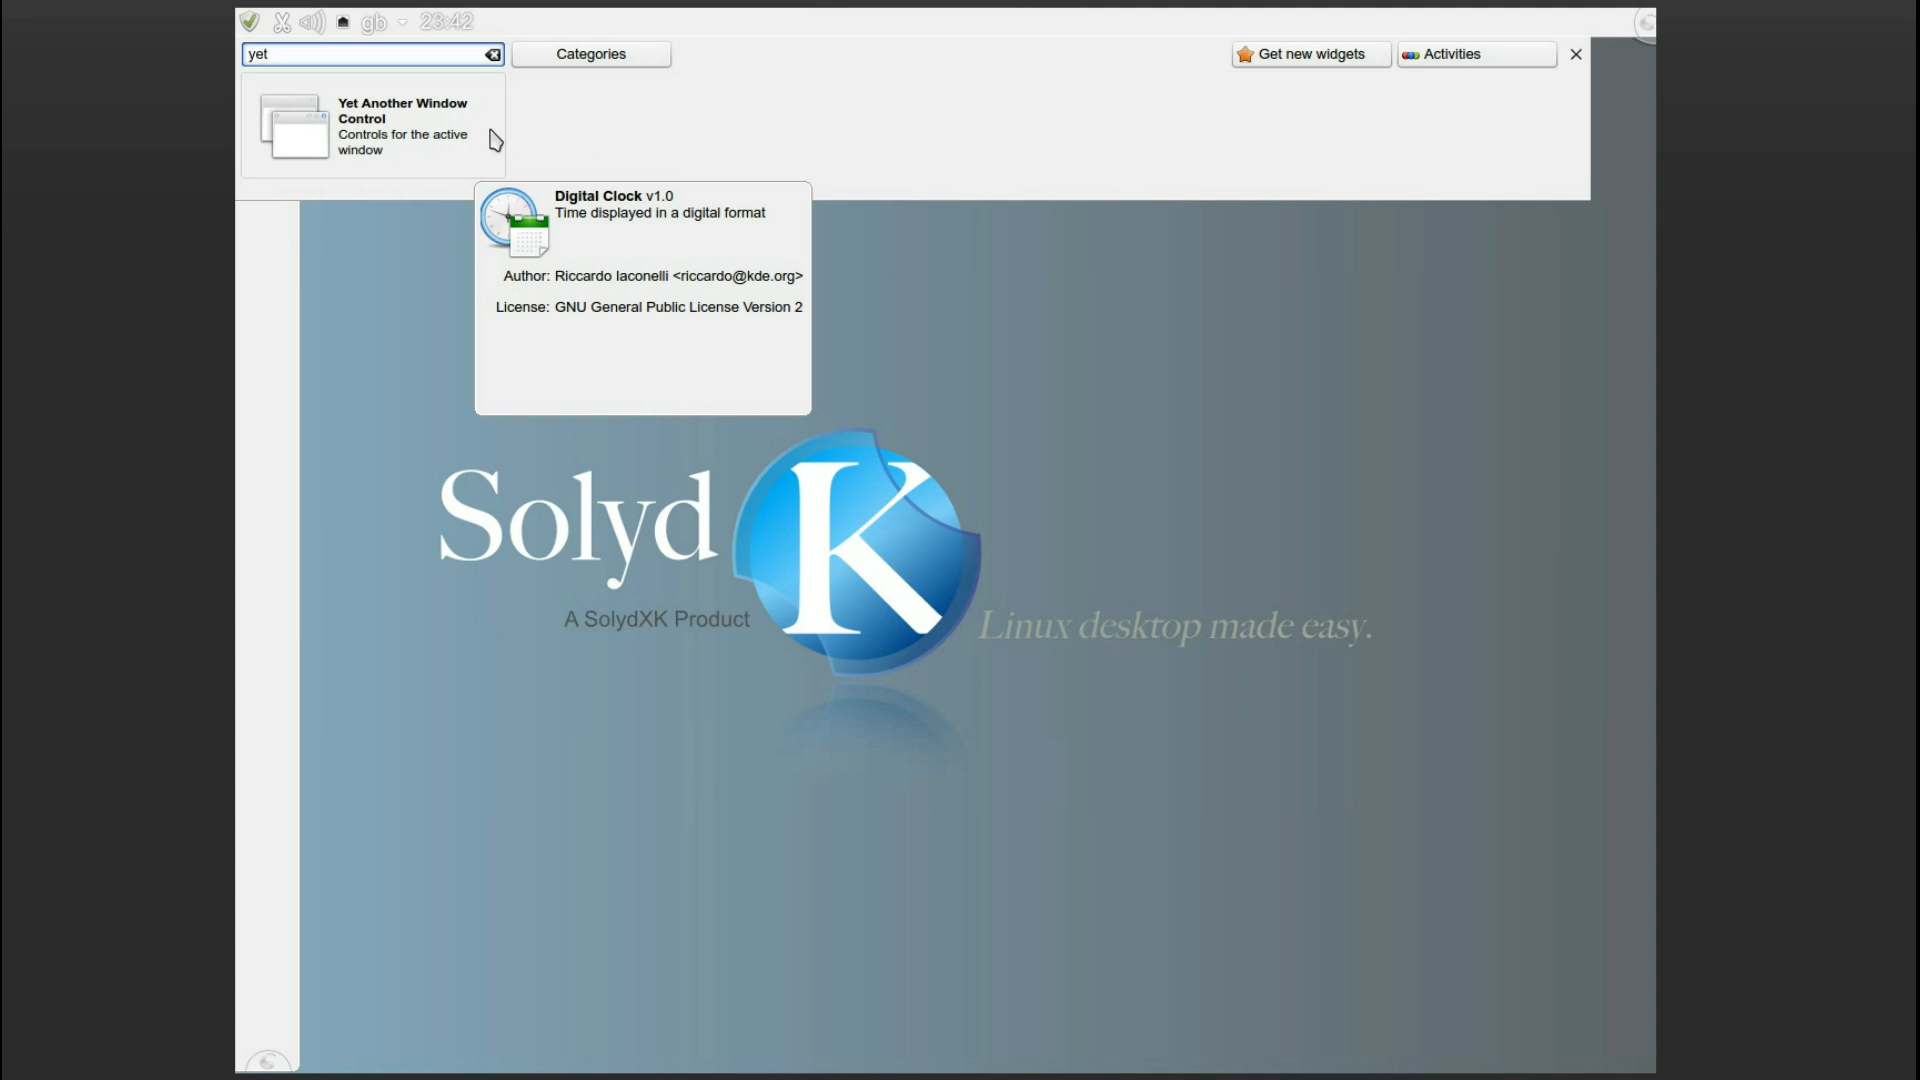 gb 23:42
yet
Categories
Get new widgets
Activities
Yet Another Window
Control
Controls for the active
window
Digital Clock v1.0
Time displayed in a digital format
Author: Riccardo Iaconelli <riccardo@kde.org>
License: GNU General Public License Version 2
Solyd K
A SolydXK Product
Linux desktop made easy.